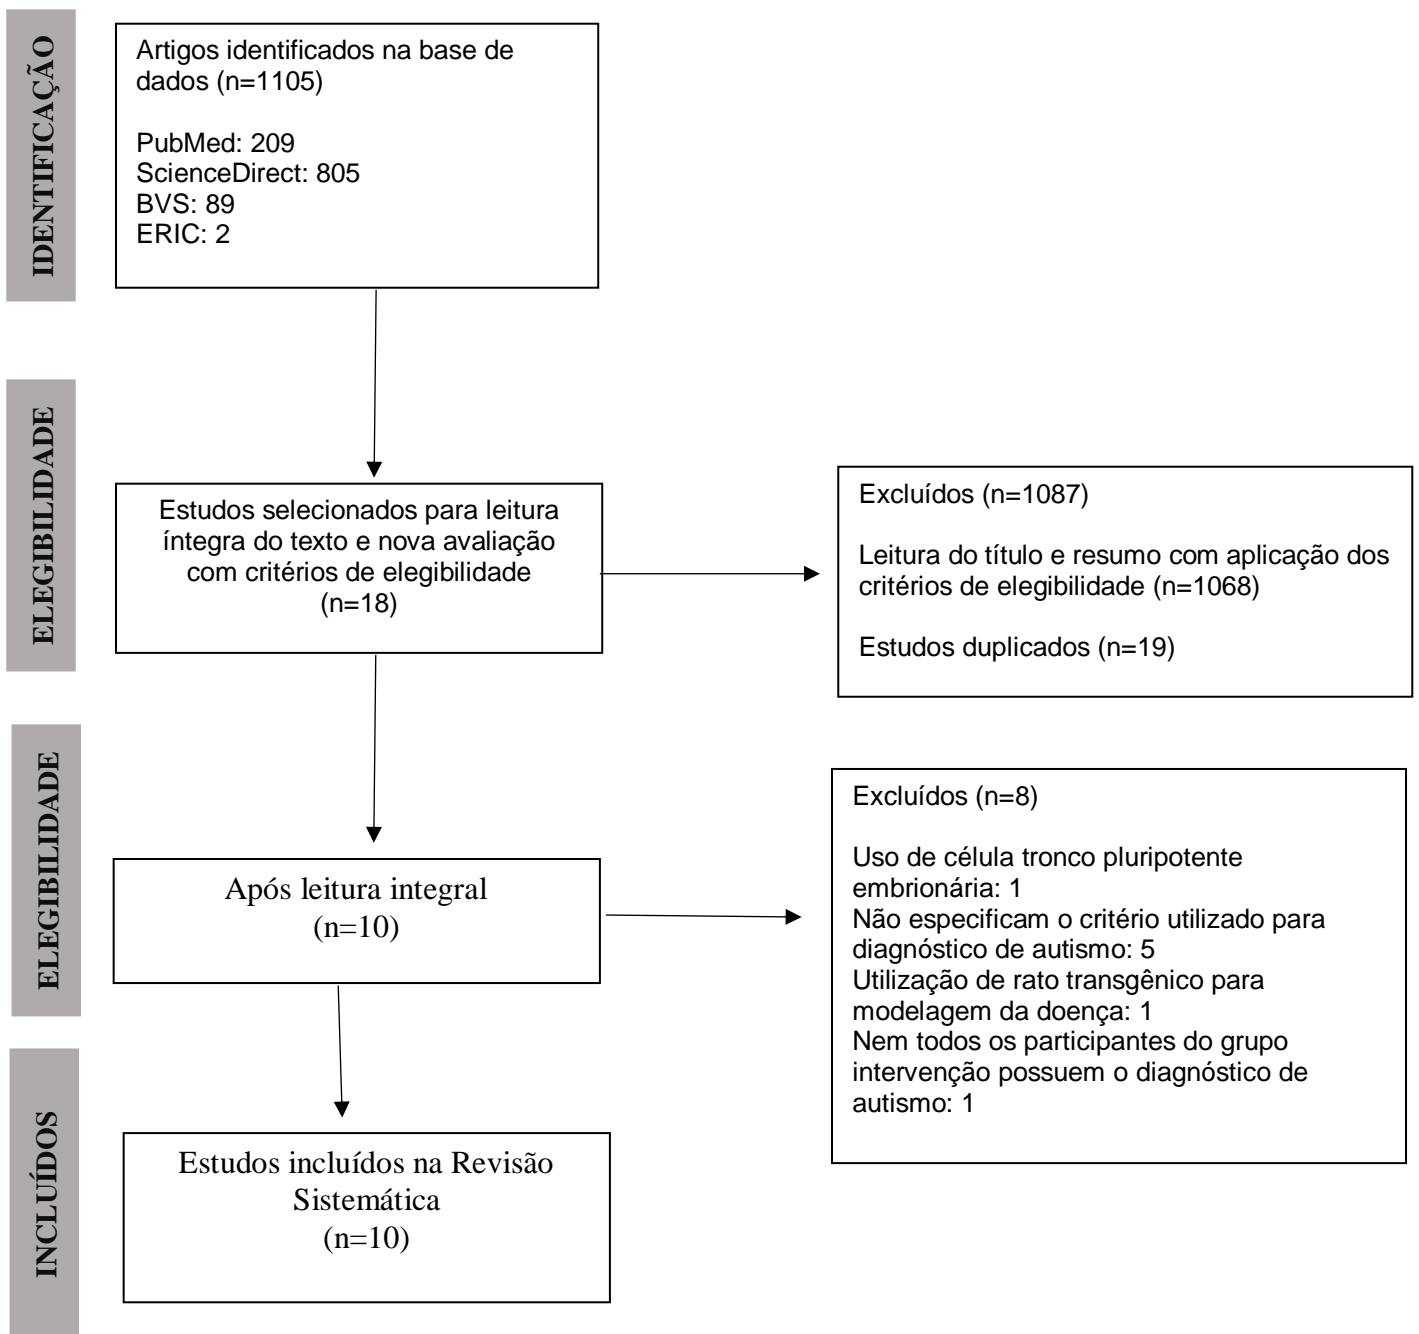 IDENTIFICAÇÃO
Artigos identificados na base de
dados (n=1105)
PubMed: 209
ScienceDirect: 805
BVS: 89
ERIC: 2
ELEGIBILIDADE
Estudos selecionados para leitura
íntegra do texto e nova avaliação
com critérios de elegibilidade
(n=18)
Excluídos (n=1087)
Leitura do título e resumo com aplicação dos
critérios de elegibilidade (n=1068)
Estudos duplicados (n=19)
ELEGIBILIDADE
Após leitura integral
(n=10)
Excluídos (n=8)
Uso de célula tronco pluripotente
embrionária: 1
Não especificam o critério utilizado para
diagnóstico de autismo: 5
Utilização de rato transgênico para
modelagem da doença: 1
Nem todos os participantes do grupo
intervenção possuem o diagnóstico de
autismo: 1
INCLUÍDOS
Estudos incluídos na Revisão
Sistemática
(n=10)